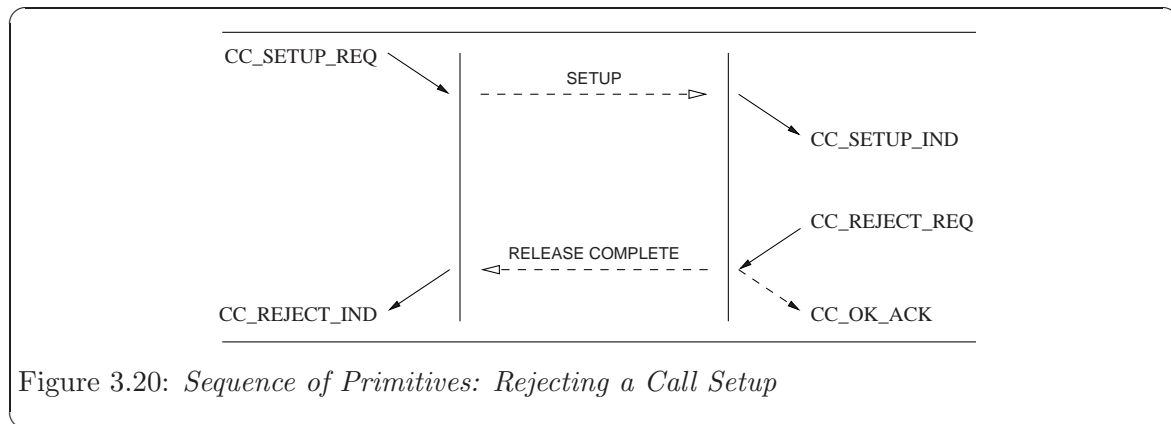 CC_SETUP_REQ
SETUP
CC_SETUP_IND
CC_REJECT_REQ
RELEASE COMPLETE
CC_REJECT_IND
CC_OK_ACK
Figure 3.20: Sequence of Primitives: Rejecting a Call Setup